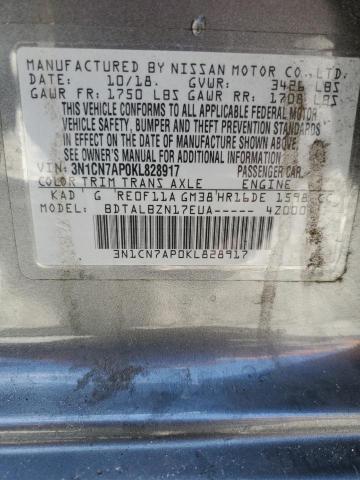 MANUFACTURED BY NISSAN MOTOR CO., LTD.
DATE: 10/18. GVWR: 3426 LBS
GAWR FR: 1750 LBS GAWR RR: 1708 LBS
THIS VEHICLE CONFORMS TO ALL APPLICABLE FEDERAL MOTOR
VEHICLE SAFETY, BUMPER AND THEFT PREVENTION STANDARDS
IN EFFECT ON THE DATE OF MANUFACTURE SHOWN ABOVE.
SEE OWNER'S MANUAL FOR ADDITIONAL INFORMATION.
VIN: 3N1CN7AP0KL828917 PASSENGER CAR
COLOR TRIM TRANS AXLE ENGINE
KAD G RE0F11A GM38 HR16DE 1598 CC
MODEL: BDTALBZN17EUA----- 4Z000
3N1CN7AP0KL828917